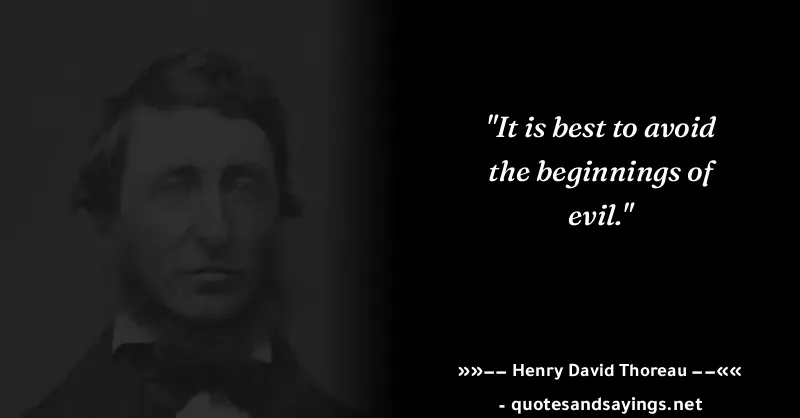 "It is best to avoid
the beginnings of
evil."
»»−− Henry David Thoreau −−««
- quotesandsayings.net